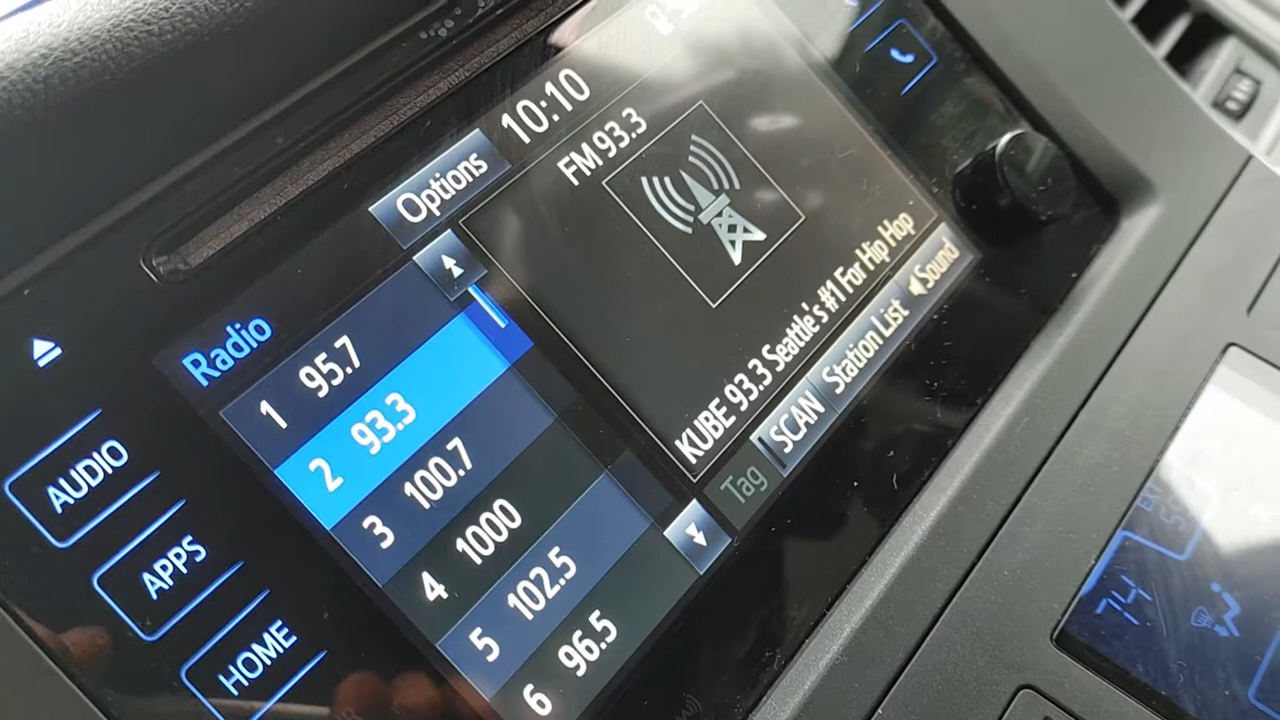 10:10
Options
FM 93.3
Radio
1 95.7
2 93.3
3 100.7
4 1000
5 102.5
6 96.5
KUBE 93.3 Seattle's #1 For Hip Hop
Tag
SCAN
Station List
Sound
AUDIO
APPS
HOME
74